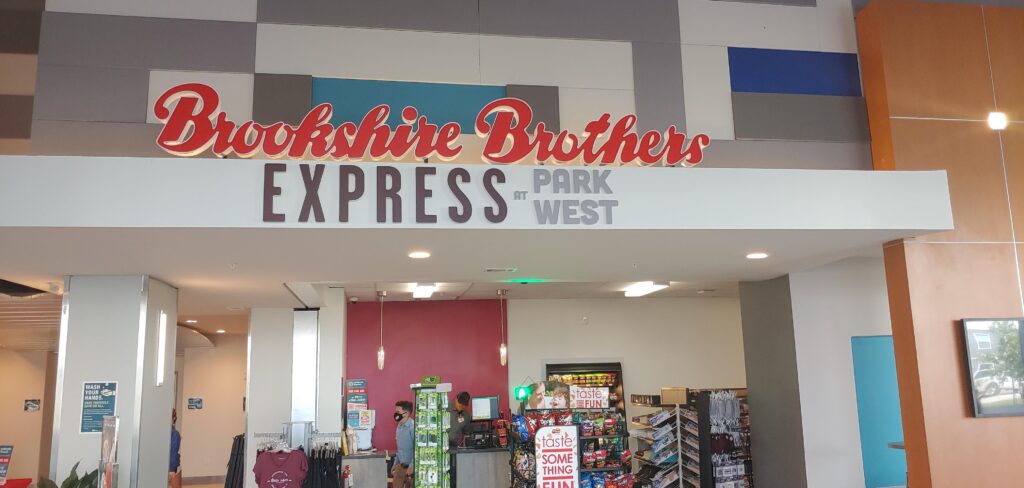 Brookshire Brothers
EXPRESS AT PARK WEST
WASH YOUR HANDS.
taste THE FUN
taste
SOME
THING
FUN